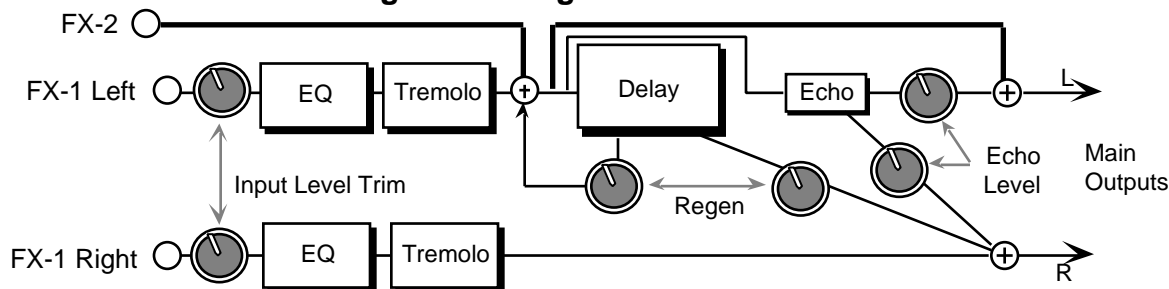 FX-2
FX-1 Left
EQ
Tremolo
Delay
Echo
L
Input Level Trim
Regen
Echo
Level
Main
Outputs
FX-1 Right
EQ
Tremolo
R